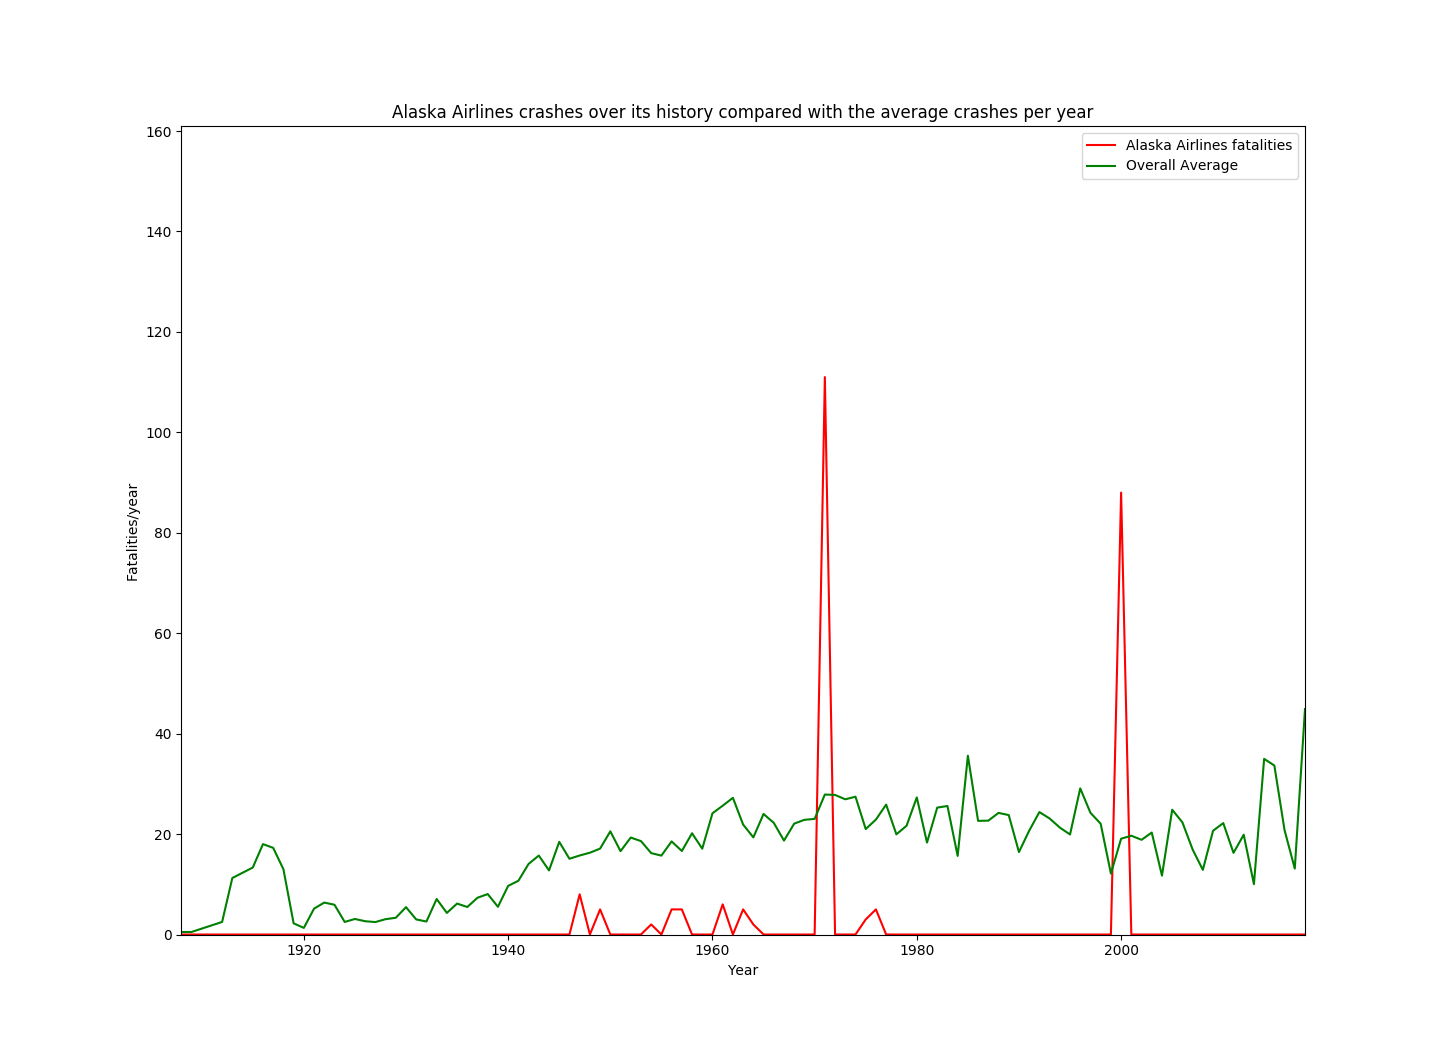 Alaska Airlines crashes over its history compared with the average crashes per year
Alaska Airlines fatalities
Overall Average
160
140
120
100
80
60
40
20
0
Fatalities/year
1920 1940 1960 1980 2000
Year